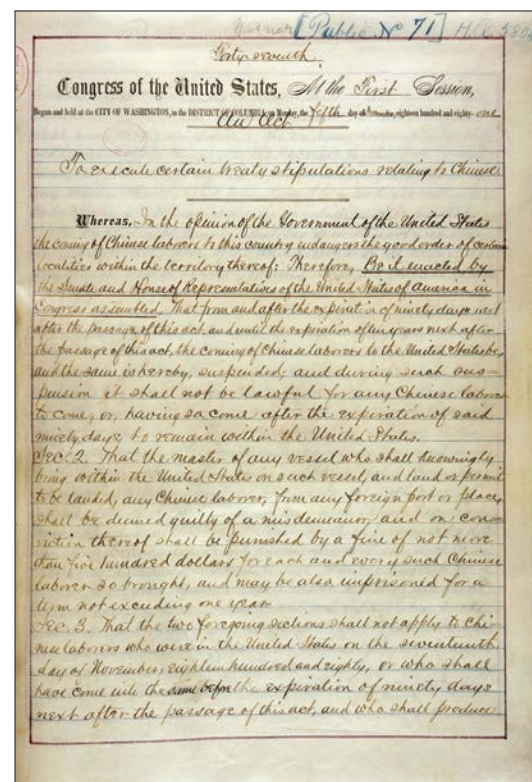 [Public No 71] H.R. 5804
Forty-seventh
Congress of the United States, At the First Session,
Begun and held at the CITY OF WASHINGTON, in the DISTRICT OF COLUMBIA, on Monday, the fifth day of December, eighteen hundred and eighty-one
An Act
To execute certain treaty stipulations relating to Chinese.
Whereas, In the opinion of the Government of the United States
the coming of Chinese laborers to this country endangers the good order of certain
localities within the territory thereof: Therefore, Be it enacted by
the Senate and House of Representatives of the United States of America in
Congress assembled, That from and after the expiration of ninety days next
after the passage of this act, and until the expiration of ten years next after
the passage of this act, the coming of Chinese laborers to the United States be,
and the same is hereby, suspended; and during such sus-
pension it shall not be lawful for any Chinese laborer
to come, or, having so come after the expiration of said
ninety days, to remain within the United States.
Sec. 2. That the master of any vessel who shall knowingly
bring within the United States on such vessel, and land or permit
to be landed, any Chinese laborer, from any foreign port or place,
shall be deemed guilty of a misdemeanor, and on con-
viction thereof shall be punished by a fine of not more
than five hundred dollars for each and every such Chinese
laborer so brought, and may be also imprisoned for a
term not exceeding one year.
Sec. 3. That the two foregoing sections shall not apply to Chi-
nese laborers who were in the United States on the seventeenth
day of November, eighteen hundred and eighty, or who shall
have come into the same before the expiration of ninety days
next after the passage of this act, and who shall produce